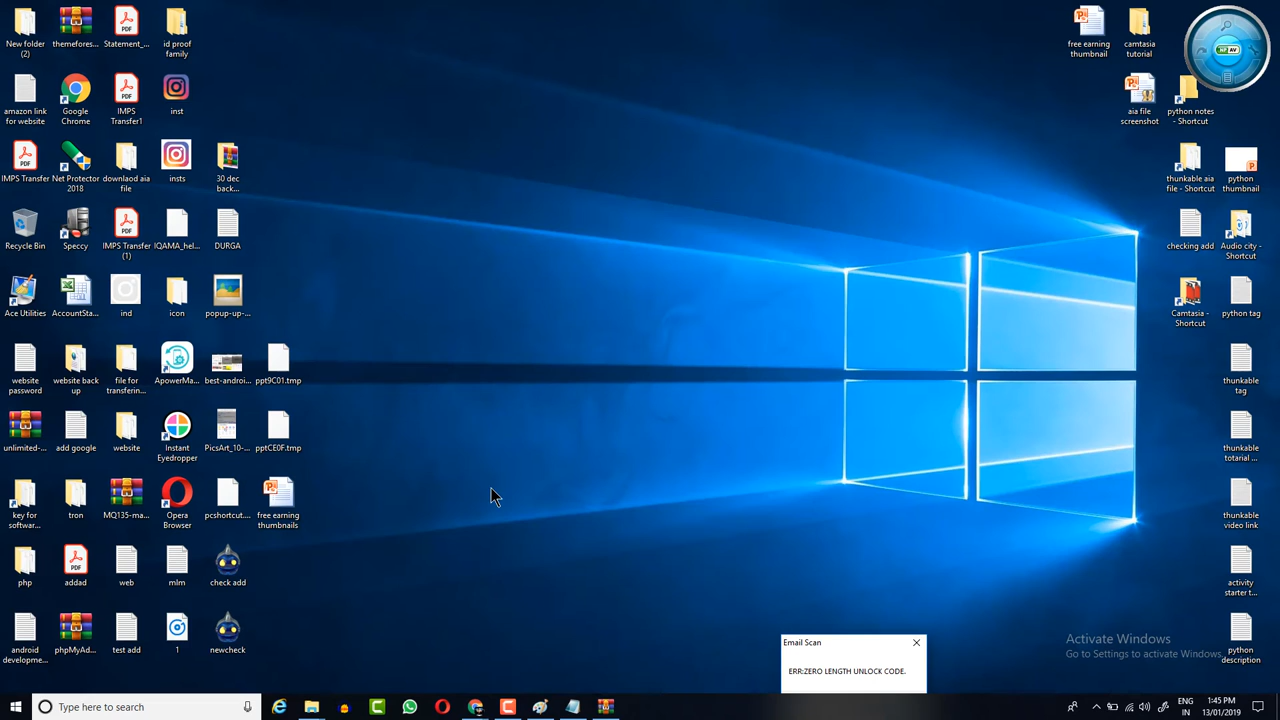 New folder
(2)
themefores...
Statement_...
id proof
family
amazon link
for website
Google
Chrome
IMPS
Transfer1
inst
IMPS Transfer
Net Protector
2018
downlaod aia
file
insts
30 dec
back...
Recycle Bin
Speccy
IMPS Transfer
(1)
IQAMA_hel...
DURGA
Ace Utilities
AccountSta...
ind
icon
popup-up-...
website
password
website back
up
file for
transferin...
ApowerMa...
best-androi...
ppt9C01.tmp
unlimited-...
add google
website
Instant
Eyedropper
PicsArt_10-...
pptCE0F.tmp
key for
softwar...
tron
MQ135-ma...
Opera
Browser
pcshortcut....
free earing
thumbnails
php
addad
web
mlm
check add
android
developme...
phpMyAd...
test add
1
newcheck
free earning
thumbnail
camtasia
tutorial
NP AV
aia file
screenshot
python notes
- Shortcut
thunkable aia
file - Shortcut
python
thumbnail
checking add
Audio city -
Shortcut
Camtasia -
Shortcut
python tag
thunkable
tag
thunkable
totarial ...
thunkable
video link
activity
starter t...
python
description
Email Scan
ERR:ZERO LENGTH UNLOCK CODE.
Activate Windows
Go to Settings to activate Windows.
Type here to search
ENG
IN
1:45 PM
13/01/2019